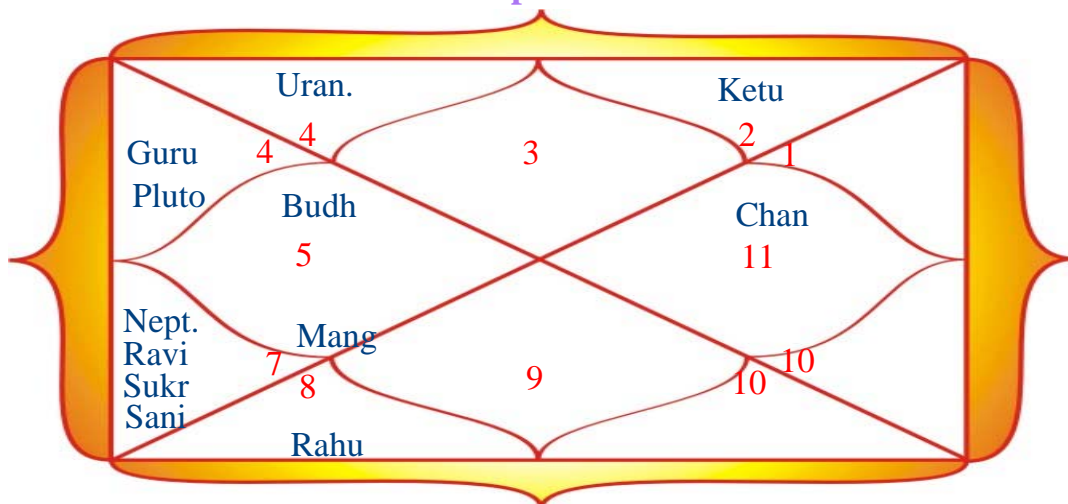 Uran.
Ketu
4
2
4
3
1
Guru
Pluto
Budh
Chan
5
11
Nept.
Mang
Ravi
7
10
8
9
10
Sukr
Sani
Rahu